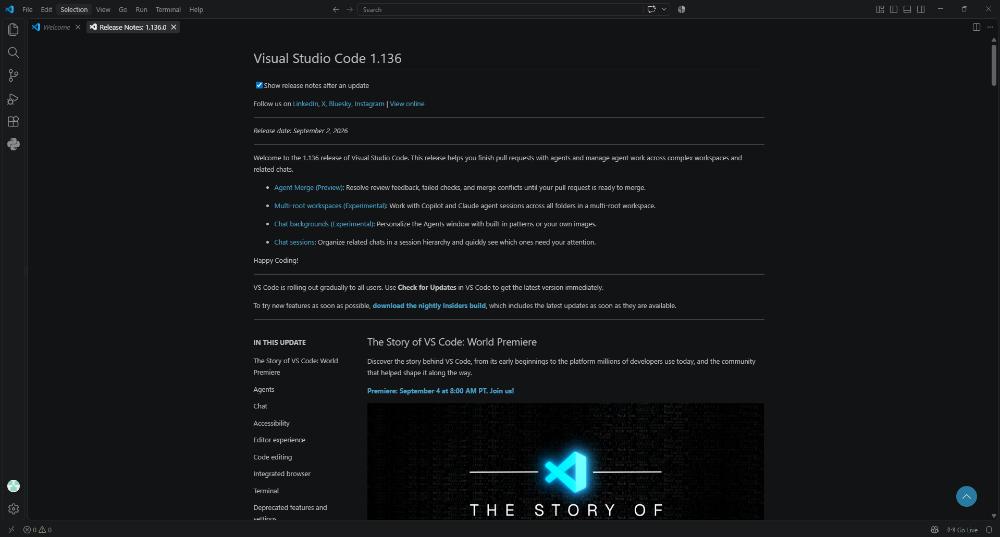 File Edit Selection View Go Run Terminal Help
Search
Welcome
Release Notes: 1.136.0
Visual Studio Code 1.136
Show release notes after an update
Follow us on LinkedIn, X, Bluesky, Instagram | View online
Release date: September 2, 2026
Welcome to the 1.136 release of Visual Studio Code. This release helps you finish pull requests with agents and manage agent work across complex workspaces and
related chats.
• Agent Merge (Preview): Resolve review feedback, failed checks, and merge conflicts until your pull request is ready to merge.
• Multi-root workspaces (Experimental): Work with Copilot and Claude agent sessions across all folders in a multi-root workspace.
• Chat backgrounds (Experimental): Personalize the Agents window with built-in patterns or your own images.
• Chat sessions: Organize related chats in a session hierarchy and quickly see which ones need your attention.
Happy Coding!
VS Code is rolling out gradually to all users. Use Check for Updates in VS Code to get the latest version immediately.
To try new features as soon as possible, download the nightly Insiders build, which includes the latest updates as soon as they are available.
IN THIS UPDATE
The Story of VS Code: World
Premiere
Agents
Chat
Accessibility
Editor experience
Code editing
Integrated browser
Terminal
Deprecated features and
settings
The Story of VS Code: World Premiere
Discover the story behind VS Code, from its early beginnings to the platform millions of developers use today, and the community
that helped shape it along the way.
Premiere: September 4 at 8:00 AM PT. Join us!
THE STORY OF
0 0
Go Live